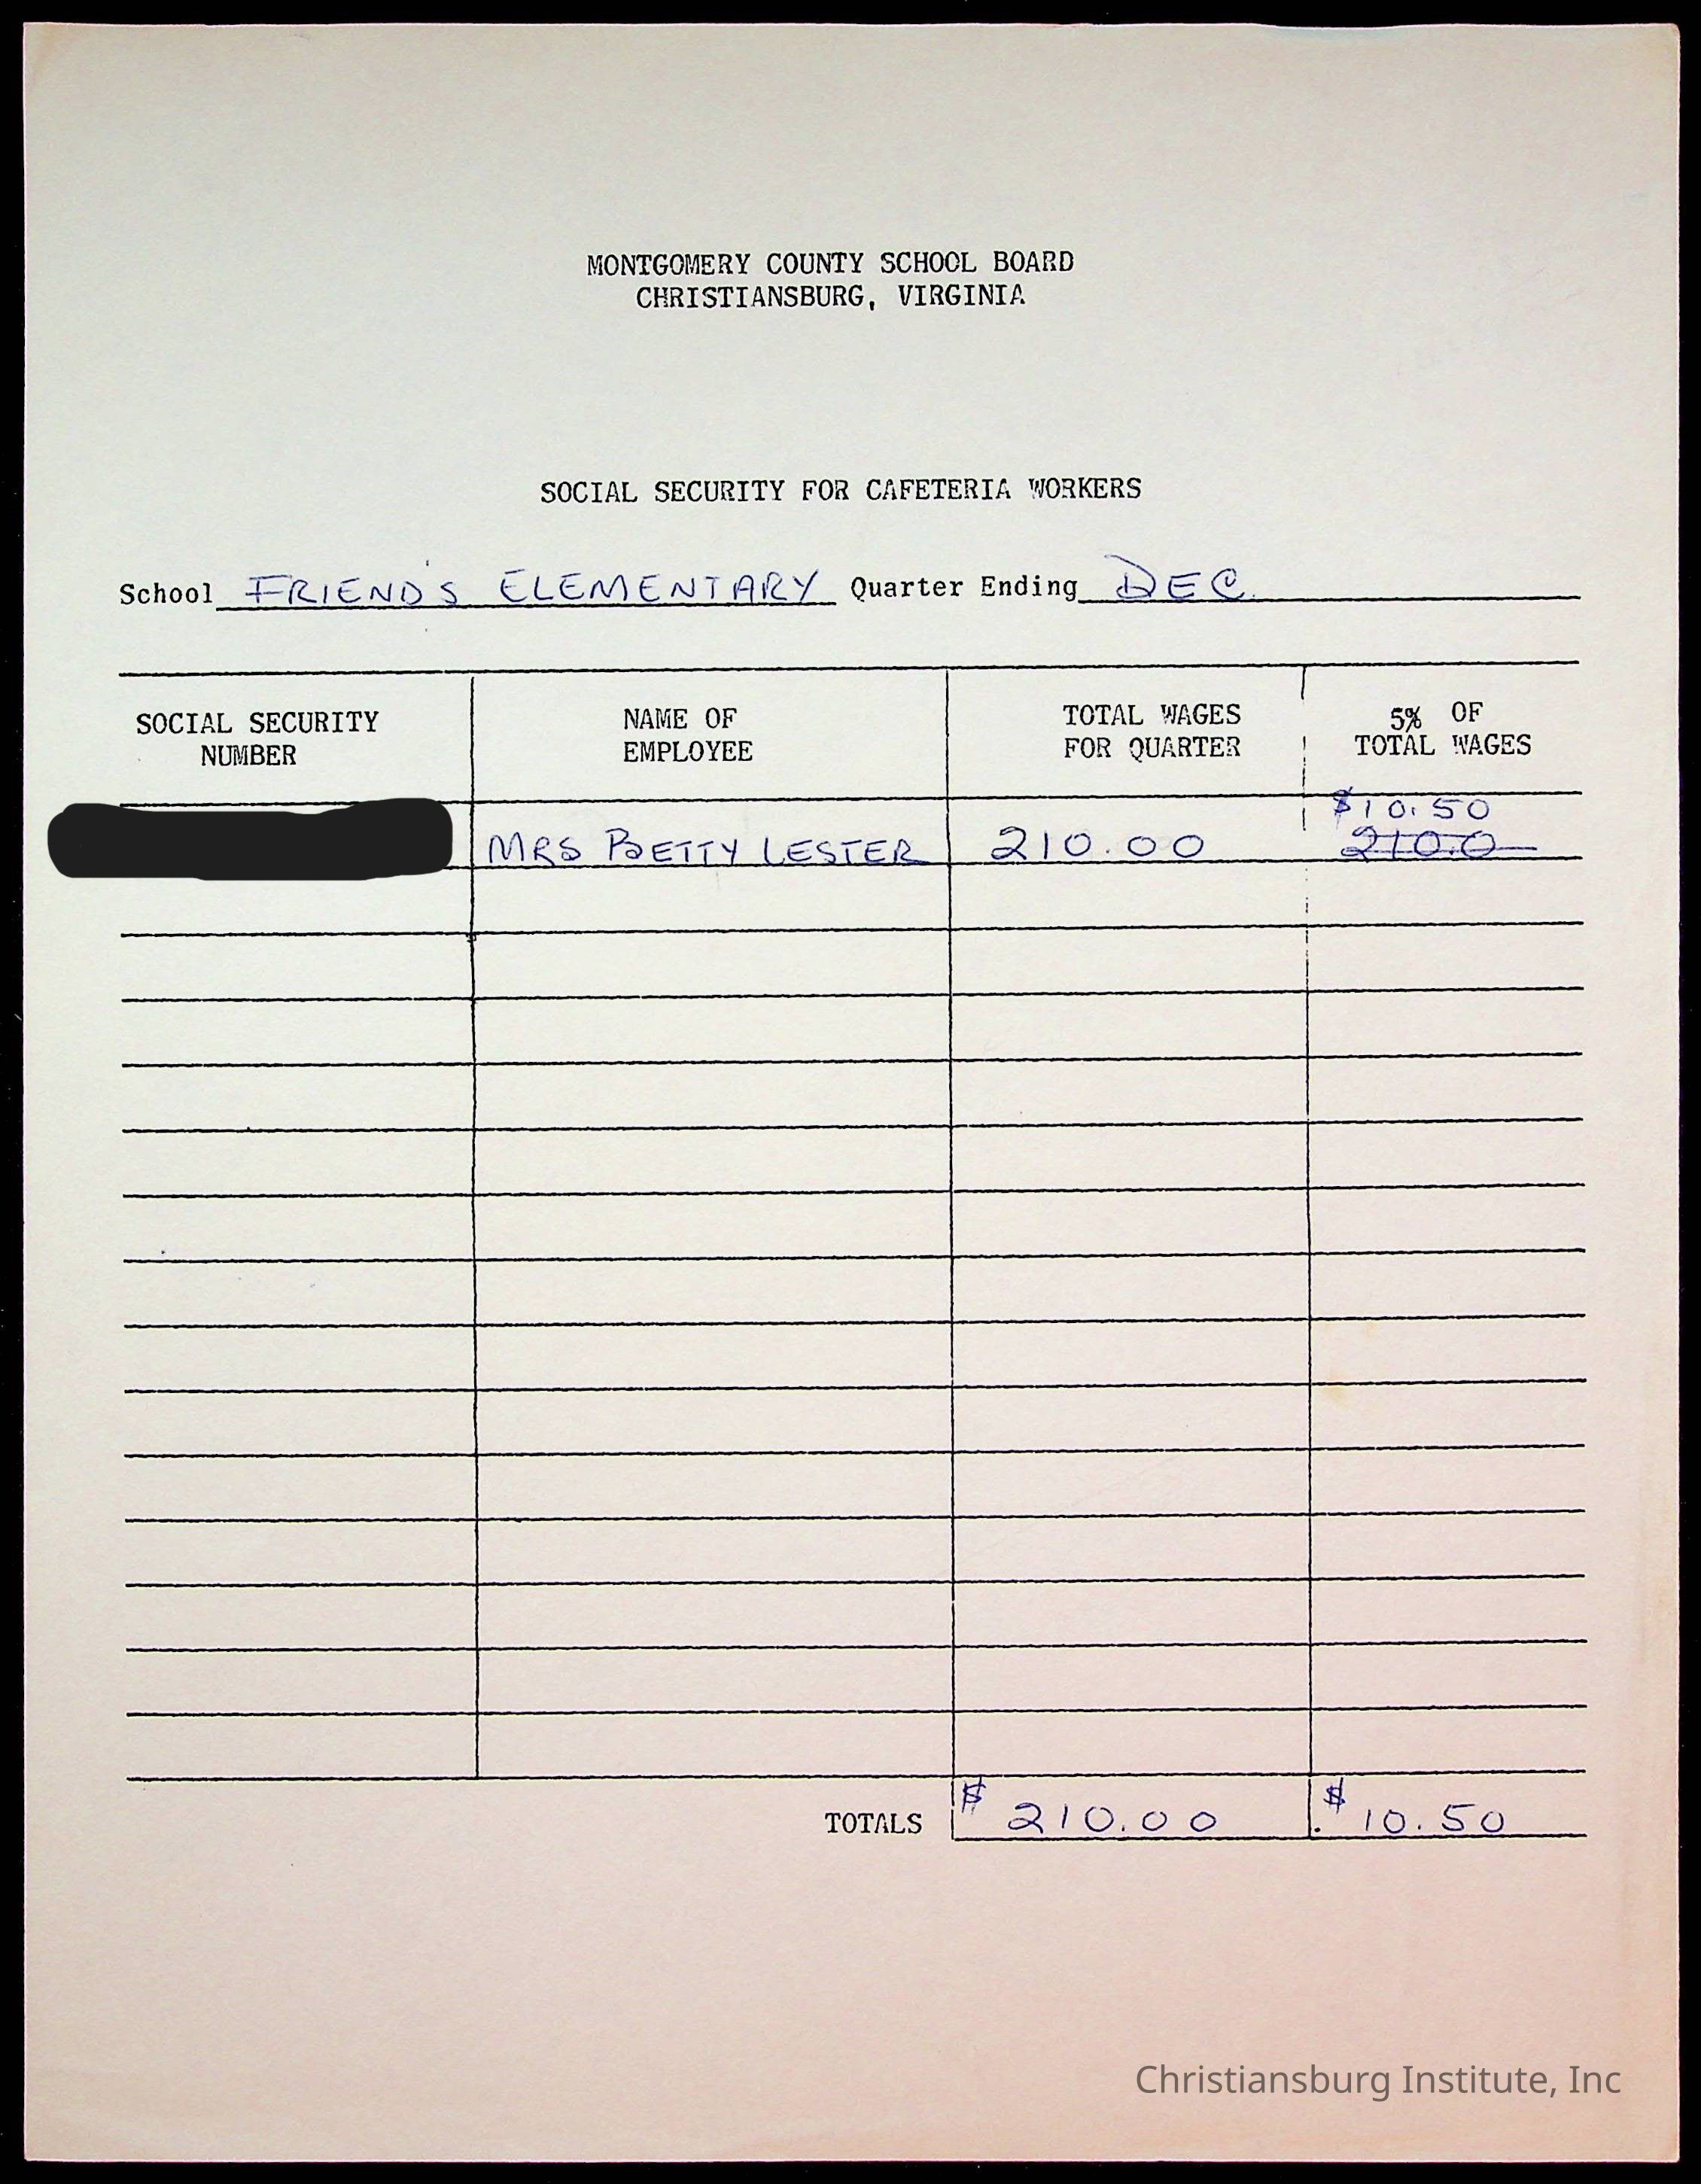 MONTGOMERY COUNTY SCHOOL BOARD
CHRISTIANSBURG, VIRGINIA
SOCIAL SECURITY FOR CAFETERIA WORKERS
School FRIEND'S ELEMENTARY Quarter Ending DEC.
SOCIAL SECURITY NUMBER NAME OF EMPLOYEE TOTAL WAGES FOR QUARTER 5% OF TOTAL WAGES
$10.50
MRS BETTY LESTER 210.00 210.0
TOTALS $ 210.00 $ 10.50
Christiansburg Institute, Inc